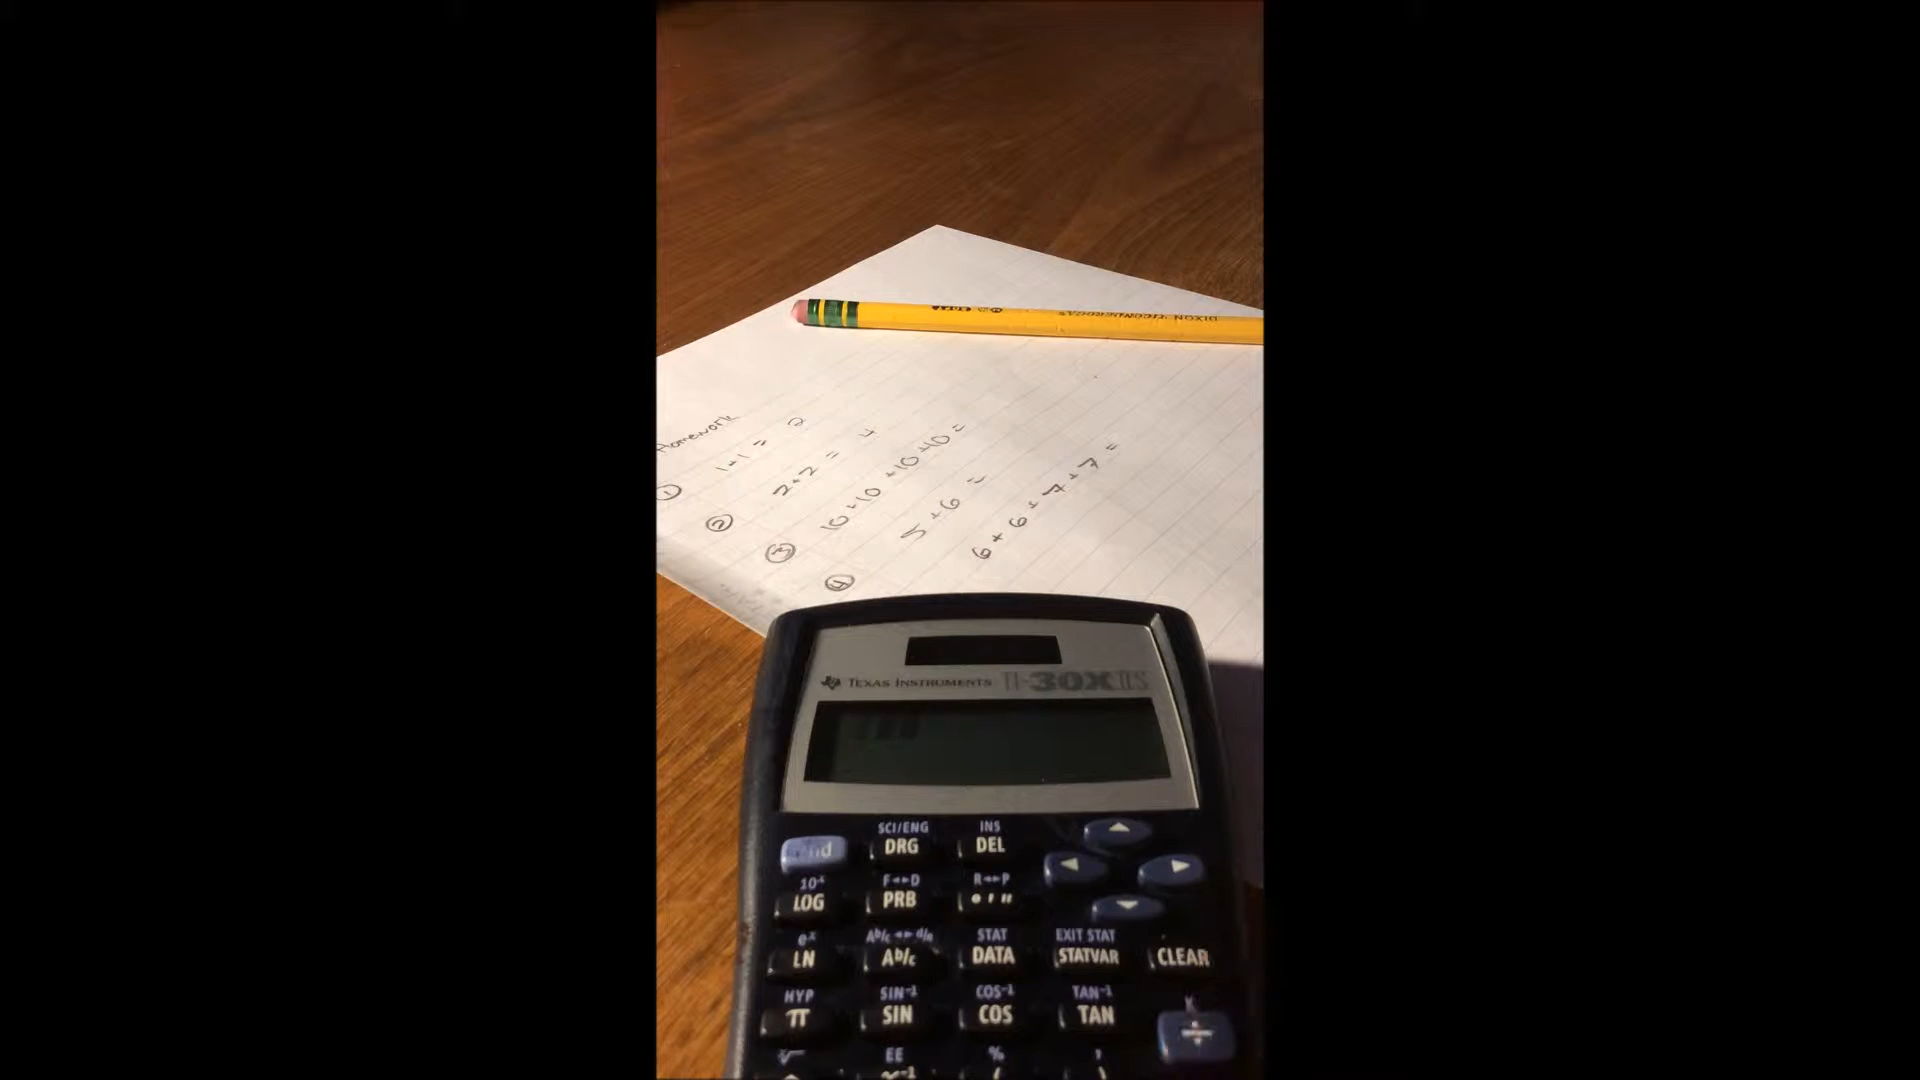 DIXON TICONDEROGA
Homework
① 1+1 = 2
② 2+2 = 4
③ 10+10+10+10 =
④ 5+6 =
6+6+7+7 =
TEXAS INSTRUMENTS TI-30X IIS
SCI/ENG INS
2nd DRG DEL
10ˣ F◄►D R◄►P
LOG PRB ° ' "
eˣ Ab/c ◄► d/e STAT EXIT STAT
LN Ab/c DATA STATVAR CLEAR
HYP SIN⁻¹ COS⁻¹ TAN⁻¹ K
π SIN COS TAN ÷
√ EE % ,
^ x⁻¹ ( )